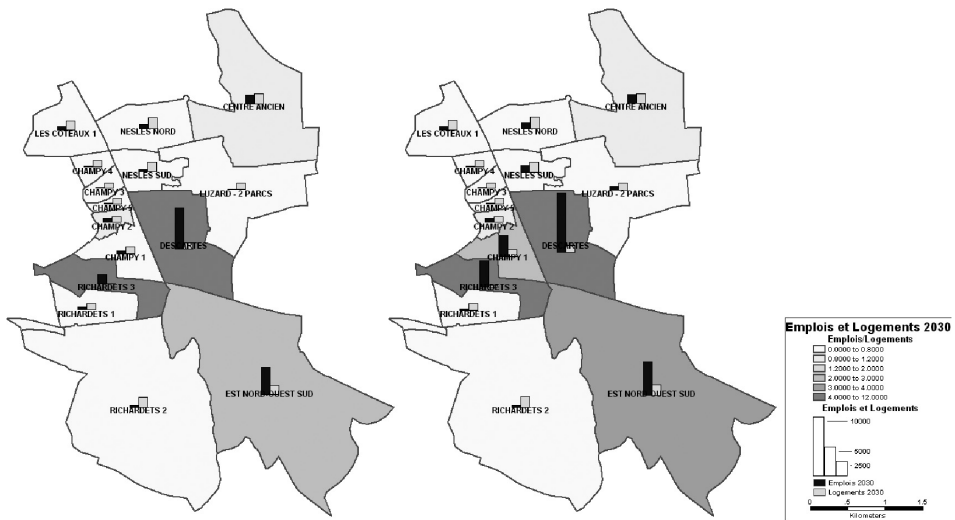 CENTRE ANCIEN
LES COTEAUX 1
NESLES NORD
CHAMPY 4
NESLES SUD
CHAMPY 3
LUZARD - 2 PARCS
CHAMPY 5
CHAMPY 2
DESCARTES
CHAMPY 1
RICHARDETS 3
RICHARDETS 1
EST NORD OUEST SUD
RICHARDETS 2
CENTRE ANCIEN
LES COTEAUX 1
NESLES NORD
CHAMPY 4
NESLES SUD
CHAMPY 3
LUZARD - 2 PARCS
CHAMPY 5
CHAMPY 2
DESCARTES
CHAMPY 1
RICHARDETS 3
RICHARDETS 1
EST NORD OUEST SUD
RICHARDETS 2
Emplois et Logements 2030
Emplois/Logements
0.0000 to 0.8000
0.8000 to 1.2000
1.2000 to 2.0000
2.0000 to 3.0000
3.0000 to 4.0000
4.0000 to 12.0000
Emplois et Logements
10000
5000
2500
Emplois 2030
Logements 2030
0 .5 1 1.5
Kilometers